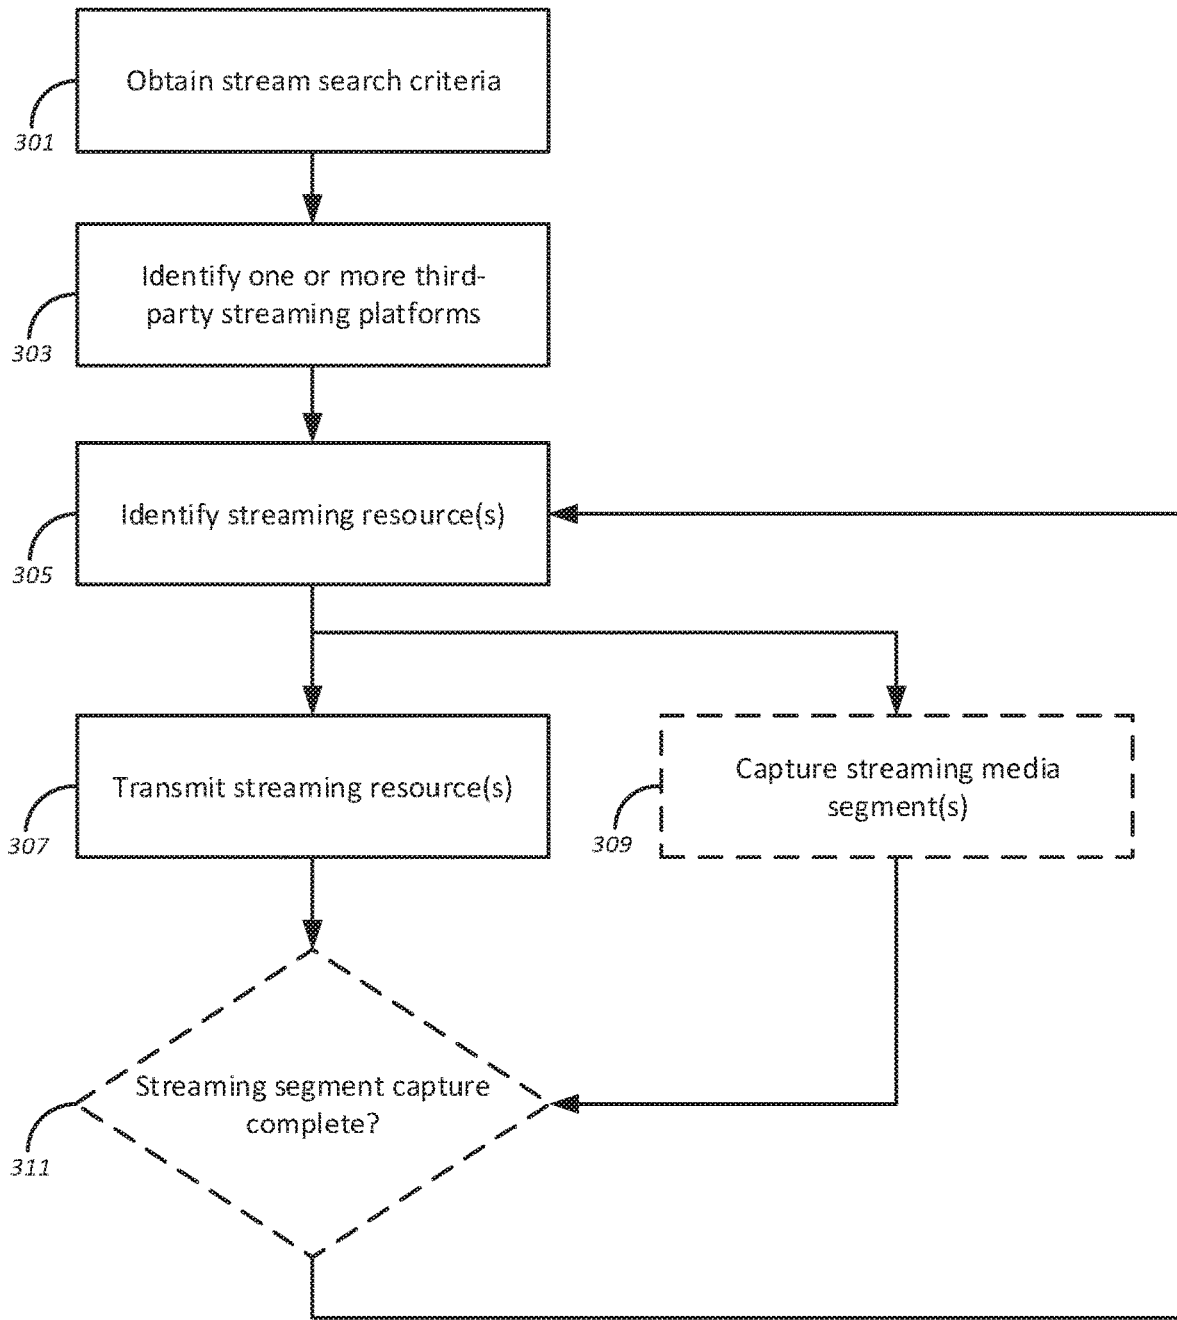 Obtain stream search criteria
301
Identify one or more third-
party streaming platforms
303
Identify streaming resource(s)
305
Transmit streaming resource(s)
307
Capture streaming media
segment(s)
309
Streaming segment capture
complete?
311